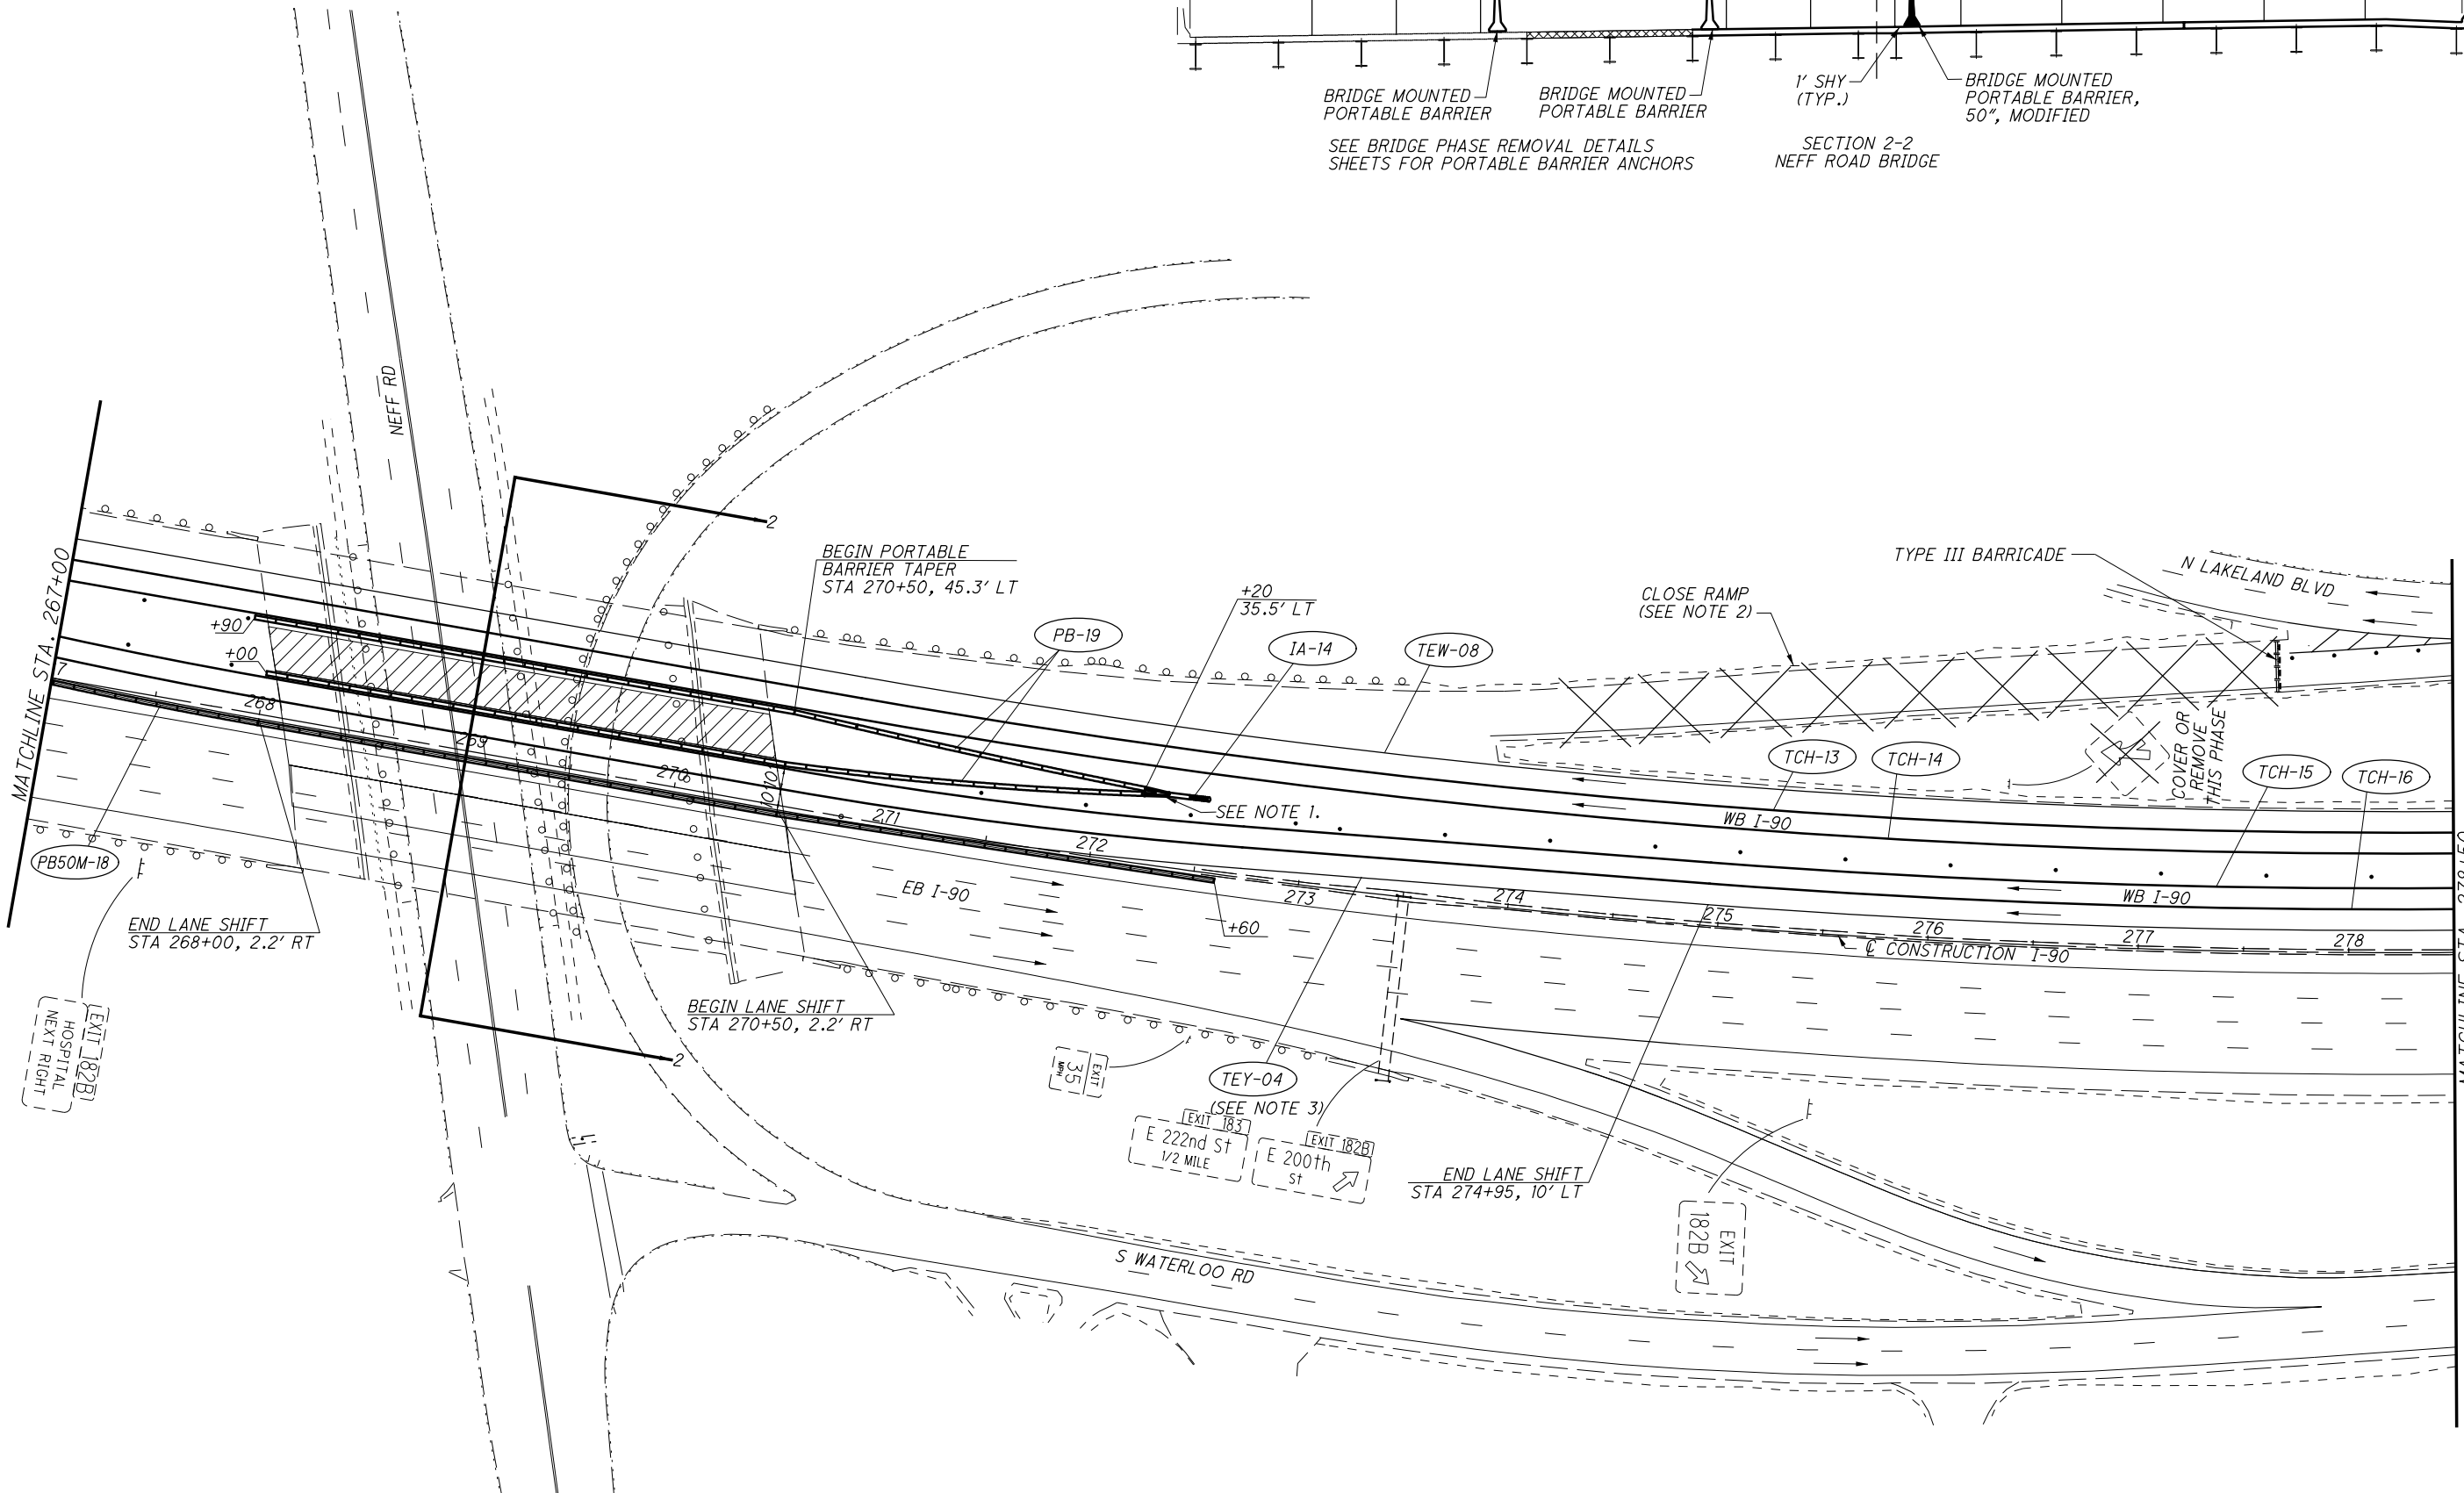 BRIDGE MOUNTED
PORTABLE BARRIER
BRIDGE MOUNTED
PORTABLE BARRIER
1' SHY
(TYP.)
BRIDGE MOUNTED
PORTABLE BARRIER,
50", MODIFIED
SEE BRIDGE PHASE REMOVAL DETAILS
SHEETS FOR PORTABLE BARRIER ANCHORS
SECTION 2-2
NEFF ROAD BRIDGE
NEFF RD
2
MATCHLINE STA. 267+00
BEGIN PORTABLE
BARRIER TAPER
STA 270+50, 45.3' LT
+20
35.5' LT
PB-19
IA-14
TEW-08
CLOSE RAMP
(SEE NOTE 2)
TYPE III BARRICADE
N LAKELAND BLVD
+90
+00
7
268
269
270
1010
271
272
273
274
275
276
277
278
SEE NOTE 1.
TCH-13
TCH-14
COVER OR
REMOVE
THIS PHASE
TCH-15
TCH-16
WB I-90
WB I-90
℄ CONSTRUCTION I-90
MATCHLINE STA. 278+50
PB50M-18
EB I-90
+60
END LANE SHIFT
STA 268+00, 2.2' RT
BEGIN LANE SHIFT
STA 270+50, 2.2' RT
2
EXIT 182B
HOSPITAL
NEXT RIGHT
EXIT
35
MPH
TEY-04
(SEE NOTE 3)
EXIT 183
E 222nd St
1/2 MILE
EXIT 182B
E 200th
St
END LANE SHIFT
STA 274+95, 10' LT
EXIT
182B
S WATERLOO RD